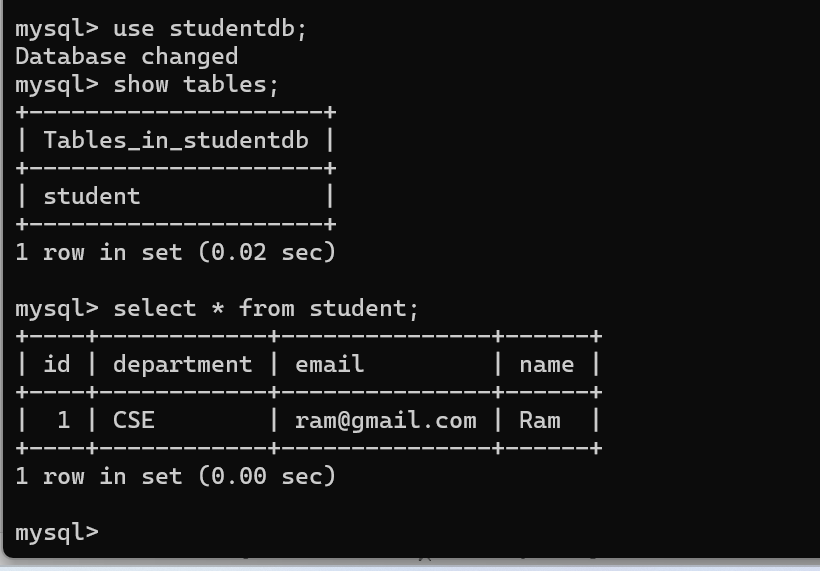 mysql> use studentdb;
Database changed
mysql> show tables;
+---------------------+
| Tables_in_studentdb |
+---------------------+
| student             |
+---------------------+
1 row in set (0.02 sec)

mysql> select * from student;
+----+------------+---------------+------+
| id | department | email         | name |
+----+------------+---------------+------+
|  1 | CSE        | ram@gmail.com | Ram  |
+----+------------+---------------+------+
1 row in set (0.00 sec)

mysql>